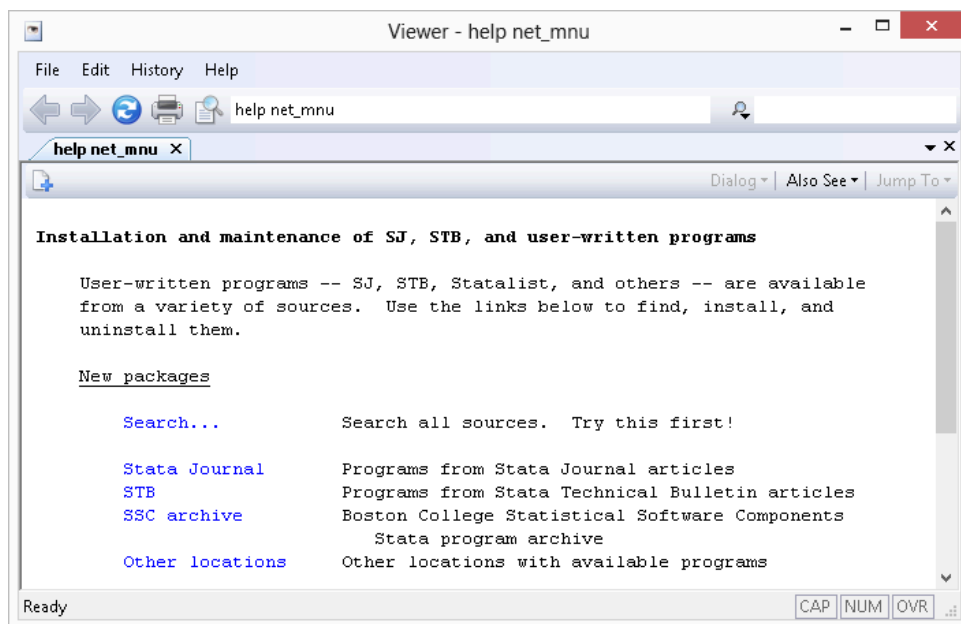 Viewer - help net_mnu
File Edit History Help
help net_mnu
help net_mnu X
Dialog Also See Jump To
Installation and maintenance of SJ, STB, and user-written programs
User-written programs -- SJ, STB, Statalist, and others -- are available
from a variety of sources. Use the links below to find, install, and
uninstall them.
New packages
Search... Search all sources. Try this first!
Stata Journal Programs from Stata Journal articles
STB Programs from Stata Technical Bulletin articles
SSC archive Boston College Statistical Software Components
Stata program archive
Other locations Other locations with available programs
Ready CAP NUM OVR